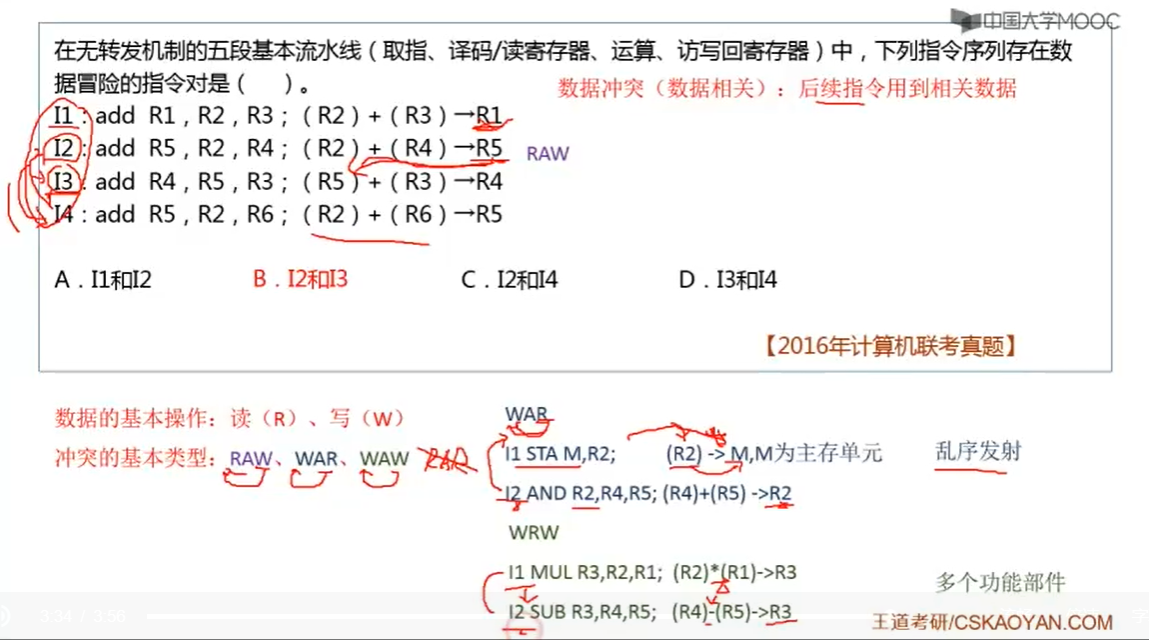 中国大学MOOC
在无转发机制的五段基本流水线（取指、译码/读寄存器、运算、访写回寄存器）中，下列指令序列存在数
据冒险的指令对是（　）。
数据冲突（数据相关）：后续指令用到相关数据
I1：add R1，R2，R3；（R2）+（R3）→R1
I2：add R5，R2，R4；（R2）+（R4）→R5 RAW
I3：add R4，R5，R3；（R5）+（R3）→R4
I4：add R5，R2，R6；（R2）+（R6）→R5
A．I1和I2 B．I2和I3 C．I2和I4 D．I3和I4
【2016年计算机联考真题】
数据的基本操作：读（R）、写（W）
冲突的基本类型：RAW、WAR、WAW RAR
WAR
I1 STA M,R2; (R2) -> M,M为主存单元 乱序发射
I2 AND R2,R4,R5; (R4)+(R5) ->R2
WRW
I1 MUL R3,R2,R1; (R2)*(R1)->R3
多个功能部件
I2 SUB R3,R4,R5; (R4)-(R5)->R3
3:34 / 3:56
王道考研/CSKAOYAN.COM